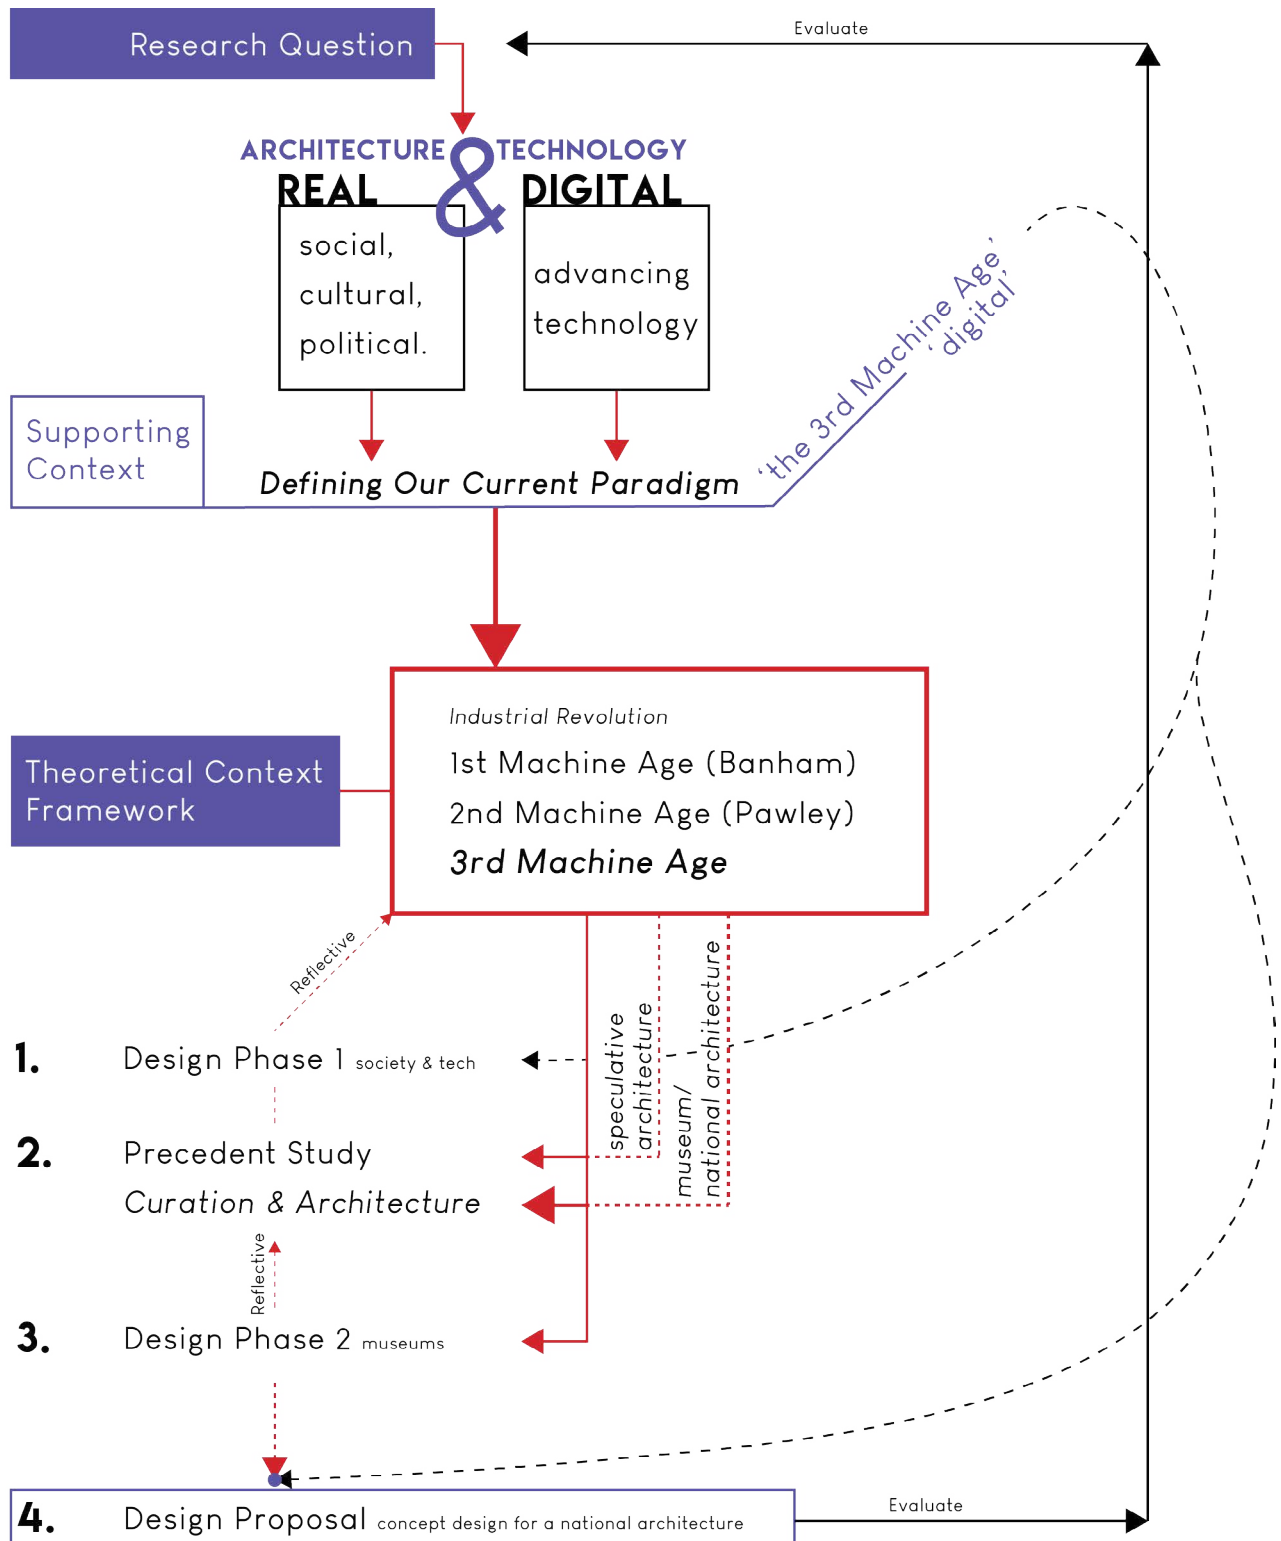 Research Question
Evaluate
ARCHITECTURE & TECHNOLOGY
REAL
DIGITAL
social,
cultural,
political.
advancing
technology
‘the 3rd Machine Age’
‘digital’
Supporting
Context
Defining Our Current Paradigm
Industrial Revolution
1st Machine Age (Banham)
2nd Machine Age (Pawley)
3rd Machine Age
Theoretical Context
Framework
Reflective
speculative
architecture
museum/
national architecture
1. Design Phase 1 society & tech
2. Precedent Study
Curation & Architecture
Reflective
3. Design Phase 2 museums
4. Design Proposal concept design for a national architecture
Evaluate